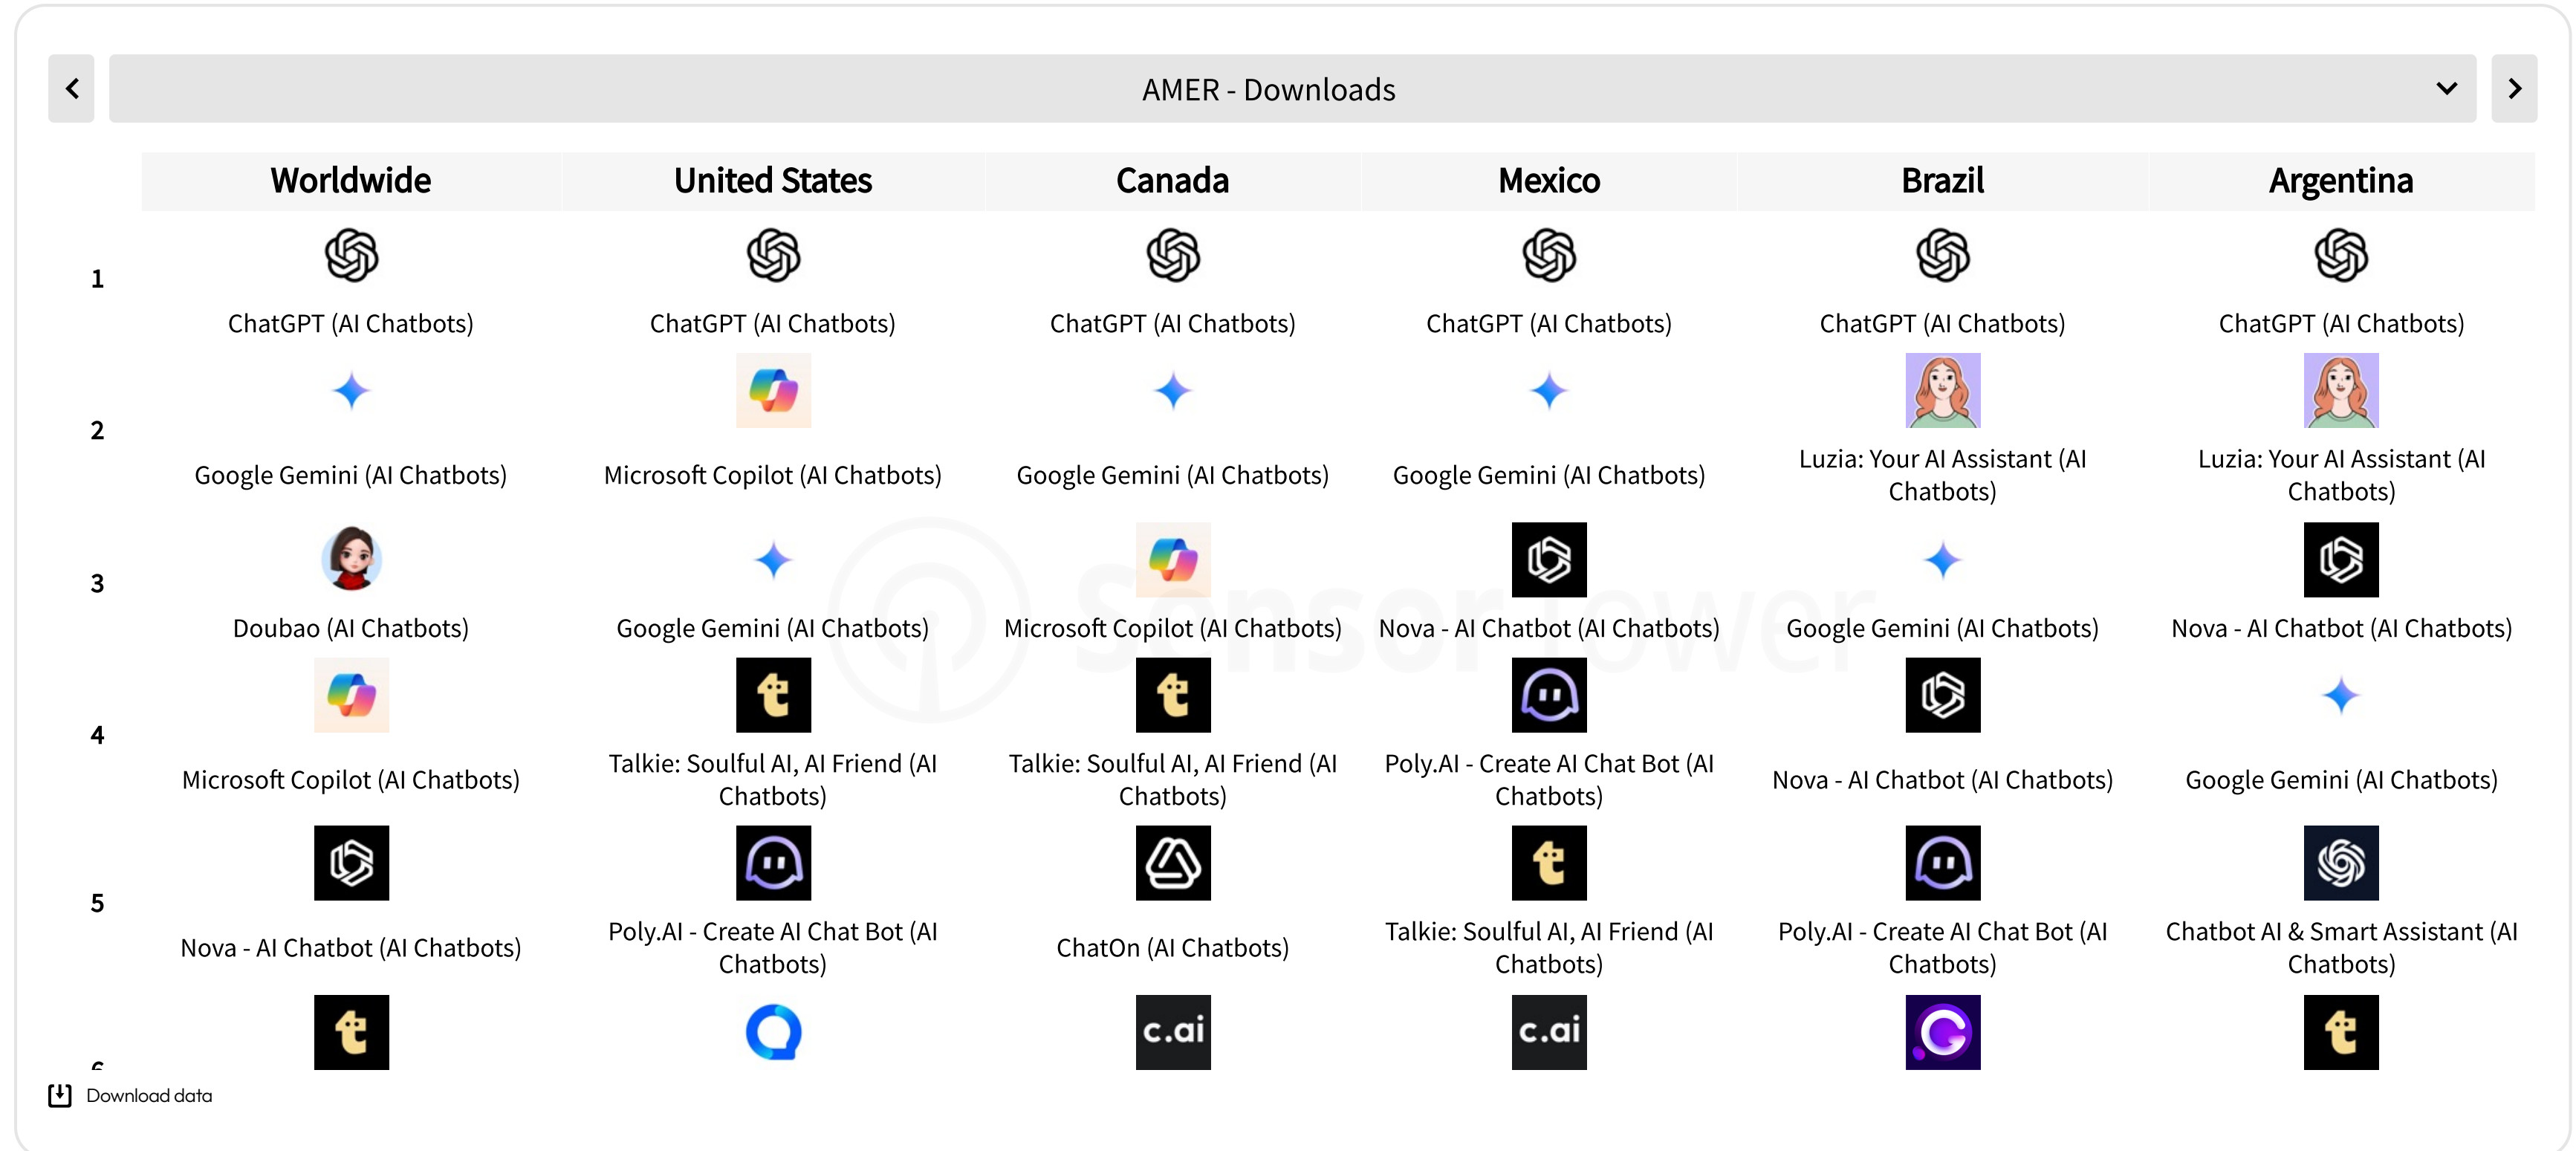 AMER - Downloads
Worldwide United States Canada Mexico Brazil Argentina
1
ChatGPT (AI Chatbots) ChatGPT (AI Chatbots) ChatGPT (AI Chatbots) ChatGPT (AI Chatbots) ChatGPT (AI Chatbots) ChatGPT (AI Chatbots)
2
Google Gemini (AI Chatbots) Microsoft Copilot (AI Chatbots) Google Gemini (AI Chatbots) Google Gemini (AI Chatbots) Luzia: Your AI Assistant (AI Chatbots) Luzia: Your AI Assistant (AI Chatbots)
3
Doubao (AI Chatbots) Google Gemini (AI Chatbots) Microsoft Copilot (AI Chatbots) Nova - AI Chatbot (AI Chatbots) Google Gemini (AI Chatbots) Nova - AI Chatbot (AI Chatbots)
Sensor Tower
t t
4
Microsoft Copilot (AI Chatbots) Talkie: Soulful AI, AI Friend (AI Chatbots) Talkie: Soulful AI, AI Friend (AI Chatbots) Poly.AI - Create AI Chat Bot (AI Chatbots) Nova - AI Chatbot (AI Chatbots) Google Gemini (AI Chatbots)
t
5
Nova - AI Chatbot (AI Chatbots) Poly.AI - Create AI Chat Bot (AI Chatbots) ChatOn (AI Chatbots) Talkie: Soulful AI, AI Friend (AI Chatbots) Poly.AI - Create AI Chat Bot (AI Chatbots) Chatbot AI & Smart Assistant (AI Chatbots)
t c.ai c.ai t
Download data